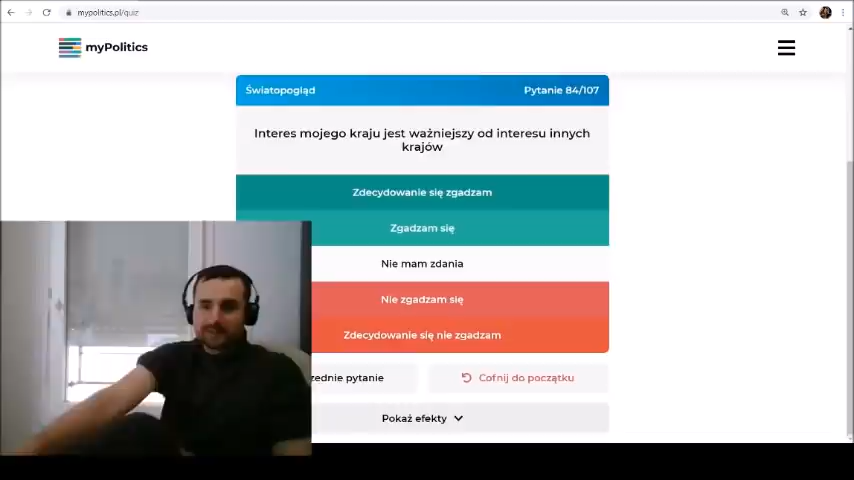 mypolitics.pl/quiz
myPolitics
Światopogląd
Pytanie 84/107
Interes mojego kraju jest ważniejszy od interesu innych
krajów
Zdecydowanie się zgadzam
Zgadzam się
Nie mam zdania
Nie zgadzam się
Zdecydowanie się nie zgadzam
pytanie
Cofnij do początku
Pokaż efekty